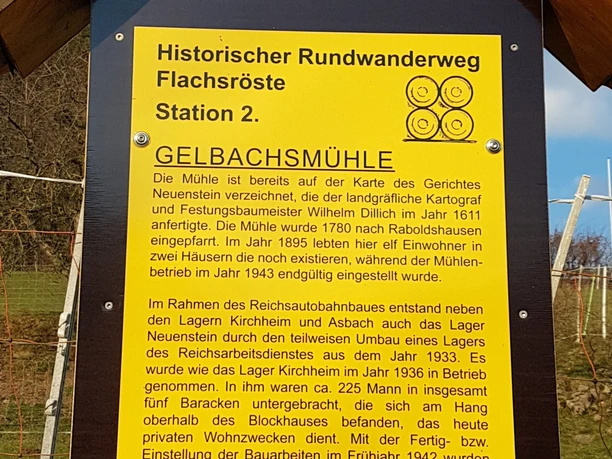 Historischer Rundwanderweg
Flachsröste
Station 2.
GELBACHSMÜHLE
Die Mühle ist bereits auf der Karte des Gerichtes
Neuenstein verzeichnet, die der landgräfliche Kartograf
und Festungsbaumeister Wilhelm Dillich im Jahr 1611
anfertigte. Die Mühle wurde 1780 nach Raboldshausen
eingepfarrt. Im Jahr 1895 lebten hier elf Einwohner in
zwei Häusern die noch existieren, während der Mühlen-
betrieb im Jahr 1943 endgültig eingestellt wurde.
Im Rahmen des Reichsautobahnbaues entstand neben
den Lagern Kirchheim und Asbach auch das Lager
Neuenstein durch den teilweisen Umbau eines Lagers
des Reichsarbeitsdienstes aus dem Jahr 1933. Es
wurde wie das Lager Kirchheim im Jahr 1936 in Betrieb
genommen. In ihm waren ca. 225 Mann in insgesamt
fünf Baracken untergebracht, die sich am Hang
oberhalb des Blockhauses befanden, das heute
privaten Wohnzwecken dient. Mit der Fertig- bzw.
Einstellung der Bauarbeiten im Frühjahr 1942 wurden